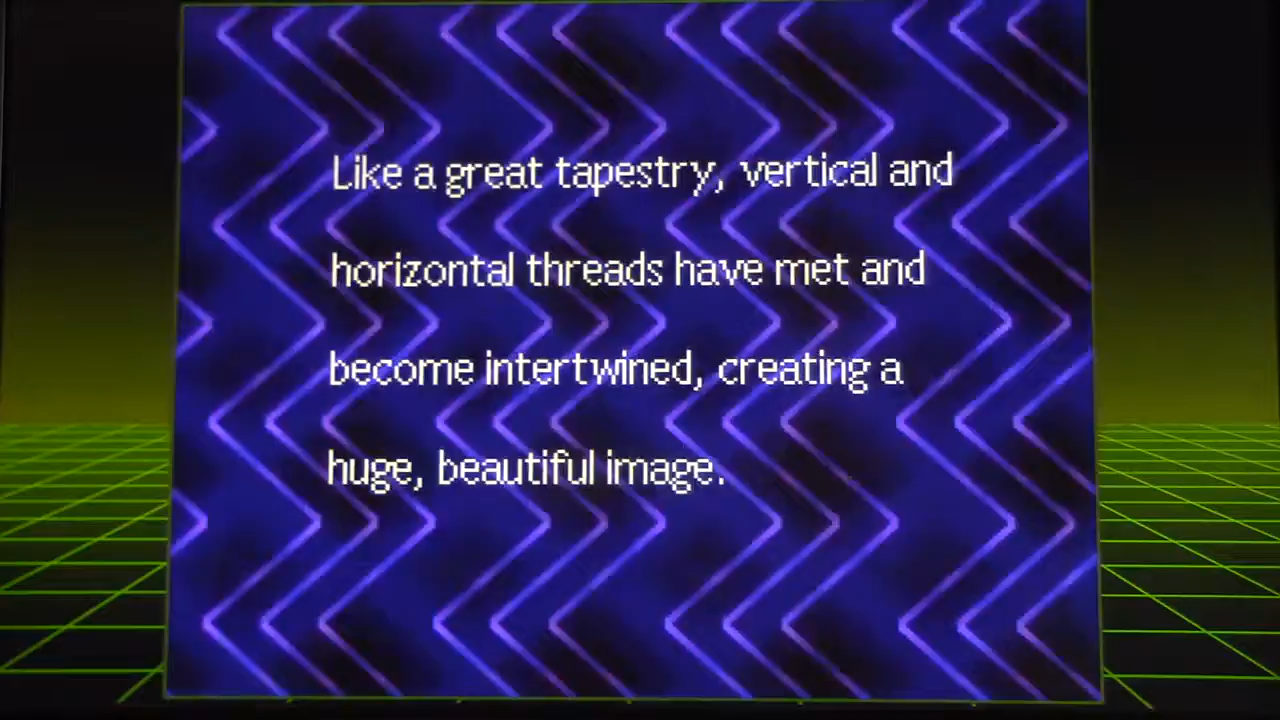 Like a great tapestry, vertical and
horizontal threads have met and
become intertwined, creating a
huge, beautiful image.